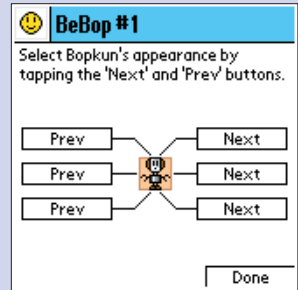 BeBop #1
Select Bopkun's appearance by
tapping the 'Next' and 'Prev' buttons.
Prev Next
Prev Next
Prev Next
Done